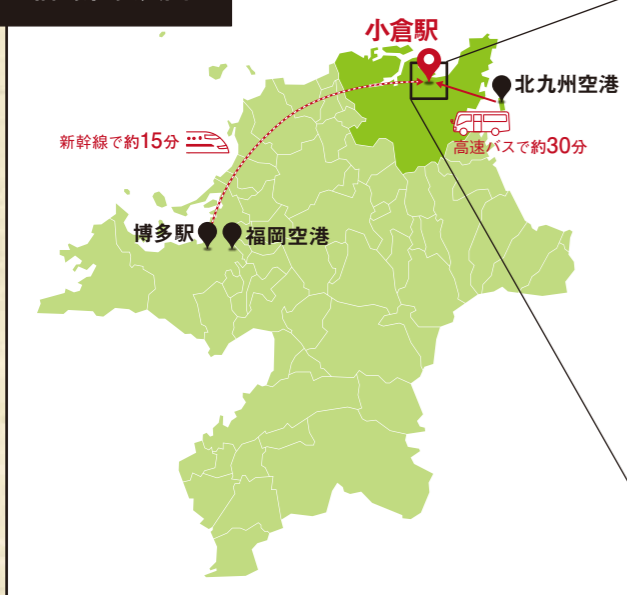 小倉駅
北九州空港
新幹線で約15分
高速バスで約30分
博多駅
福岡空港